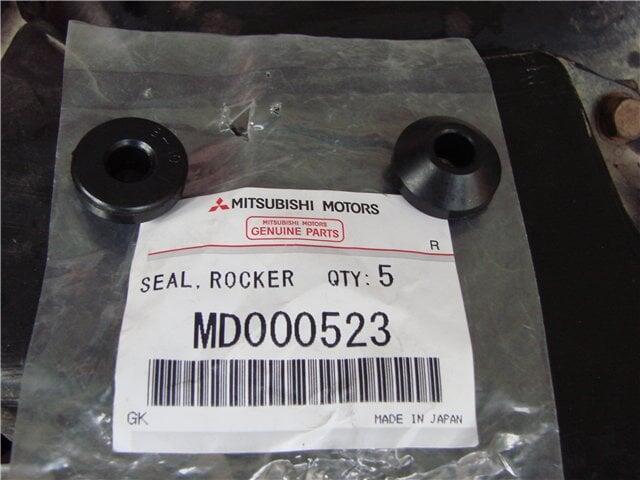 MITSUBISHI MOTORS
MITSUBISHI MOTORS
GENUINE PARTS
R
SEAL, ROCKER QTY: 5
MD000523
GK MADE IN JAPAN